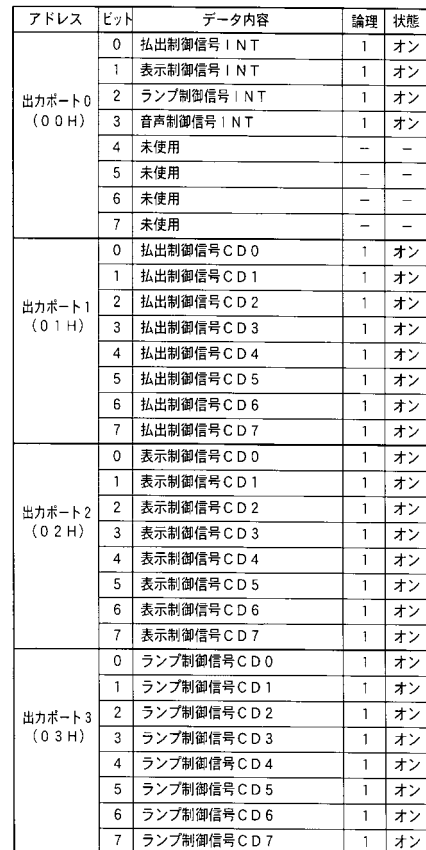 アドレス ビット データ内容 論理 状態
出力ポート0 (００H)
0 払出制御信号ＩＮＴ 1 オン
1 表示制御信号ＩＮＴ 1 オン
2 ランプ制御信号ＩＮＴ 1 オン
3 音声制御信号ＩＮＴ 1 オン
4 未使用 － －
5 未使用 － －
6 未使用 － －
7 未使用 － －
出力ポート1 (０１H)
0 払出制御信号ＣＤ０ 1 オン
1 払出制御信号ＣＤ１ 1 オン
2 払出制御信号ＣＤ２ 1 オン
3 払出制御信号ＣＤ３ 1 オン
4 払出制御信号ＣＤ４ 1 オン
5 払出制御信号ＣＤ５ 1 オン
6 払出制御信号ＣＤ６ 1 オン
7 払出制御信号ＣＤ７ 1 オン
出力ポート2 (０２H)
0 表示制御信号ＣＤ０ 1 オン
1 表示制御信号ＣＤ１ 1 オン
2 表示制御信号ＣＤ２ 1 オン
3 表示制御信号ＣＤ３ 1 オン
4 表示制御信号ＣＤ４ 1 オン
5 表示制御信号ＣＤ５ 1 オン
6 表示制御信号ＣＤ６ 1 オン
7 表示制御信号ＣＤ７ 1 オン
出力ポート3 (０３H)
0 ランプ制御信号ＣＤ０ 1 オン
1 ランプ制御信号ＣＤ１ 1 オン
2 ランプ制御信号ＣＤ２ 1 オン
3 ランプ制御信号ＣＤ３ 1 オン
4 ランプ制御信号ＣＤ４ 1 オン
5 ランプ制御信号ＣＤ５ 1 オン
6 ランプ制御信号ＣＤ６ 1 オン
7 ランプ制御信号ＣＤ７ 1 オン